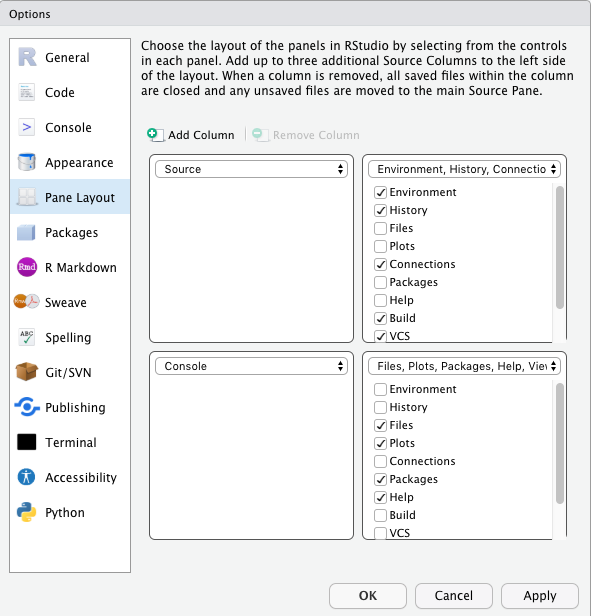 Options
General
Code
Console
Appearance
Pane Layout
Packages
Rmd R Markdown
Sweave
ABC Spelling
Git/SVN
Publishing
Terminal
Accessibility
Python
Choose the layout of the panels in RStudio by selecting from the controls
in each panel. Add up to three additional Source Columns to the left side
of the layout. When a column is removed, all saved files within the column
are closed and any unsaved files are moved to the main Source Pane.
Add Column
Remove Column
Source
Environment, History, Connectio
Environment
History
Files
Plots
Connections
Packages
Help
Build
VCS
Console
Files, Plots, Packages, Help, View
Environment
History
Files
Plots
Connections
Packages
Help
Build
VCS
OK
Cancel
Apply